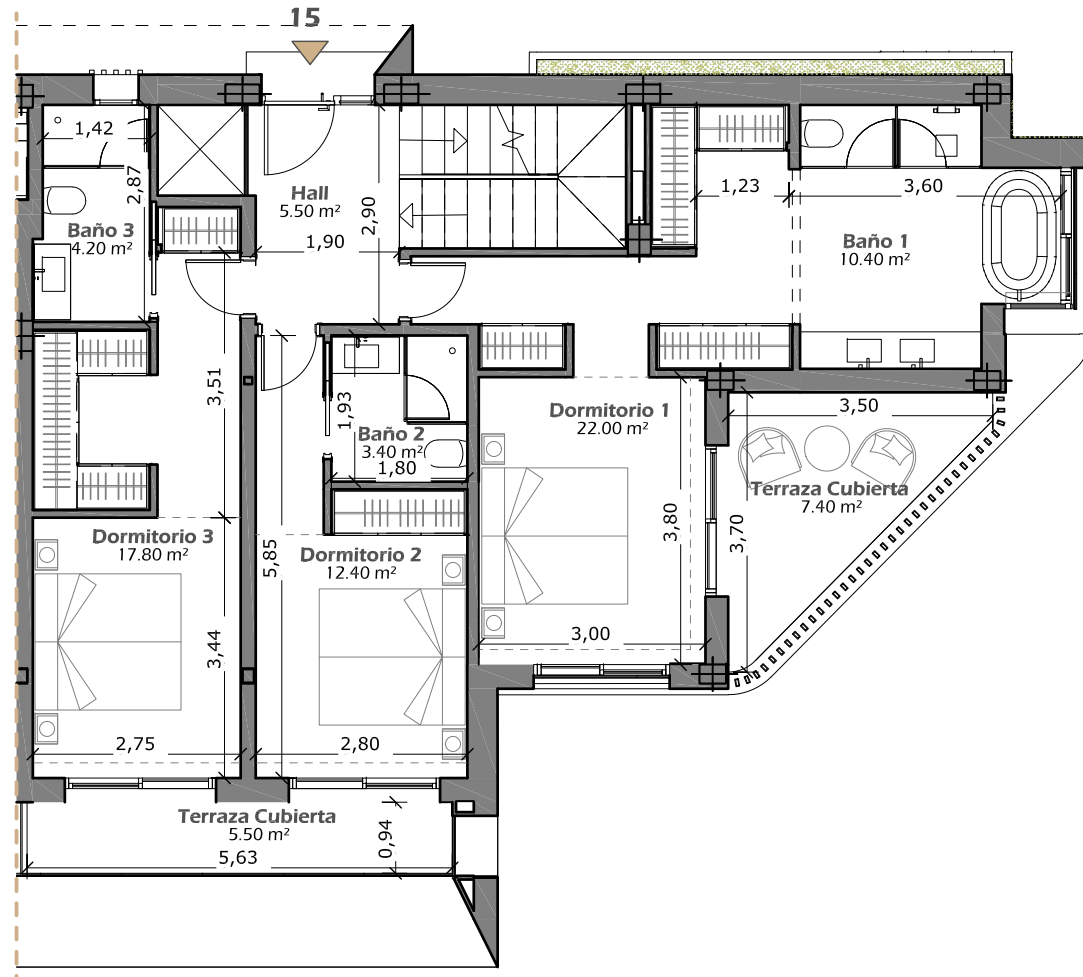 15
1,42
2,87
Hall
5.50 m²
2,90
1,90
1,23
3,60
Baño 3
4.20 m²
Baño 1
10.40 m²
3,51
1,93
Baño 2
3.40 m²
1,80
Dormitorio 1
22.00 m²
3,50
Terraza Cubierta
7.40 m²
3,80
3,70
Dormitorio 3
17.80 m²
5,85
Dormitorio 2
12.40 m²
3,44
3,00
2,75
2,80
Terraza Cubierta
5.50 m²
0,94
5,63